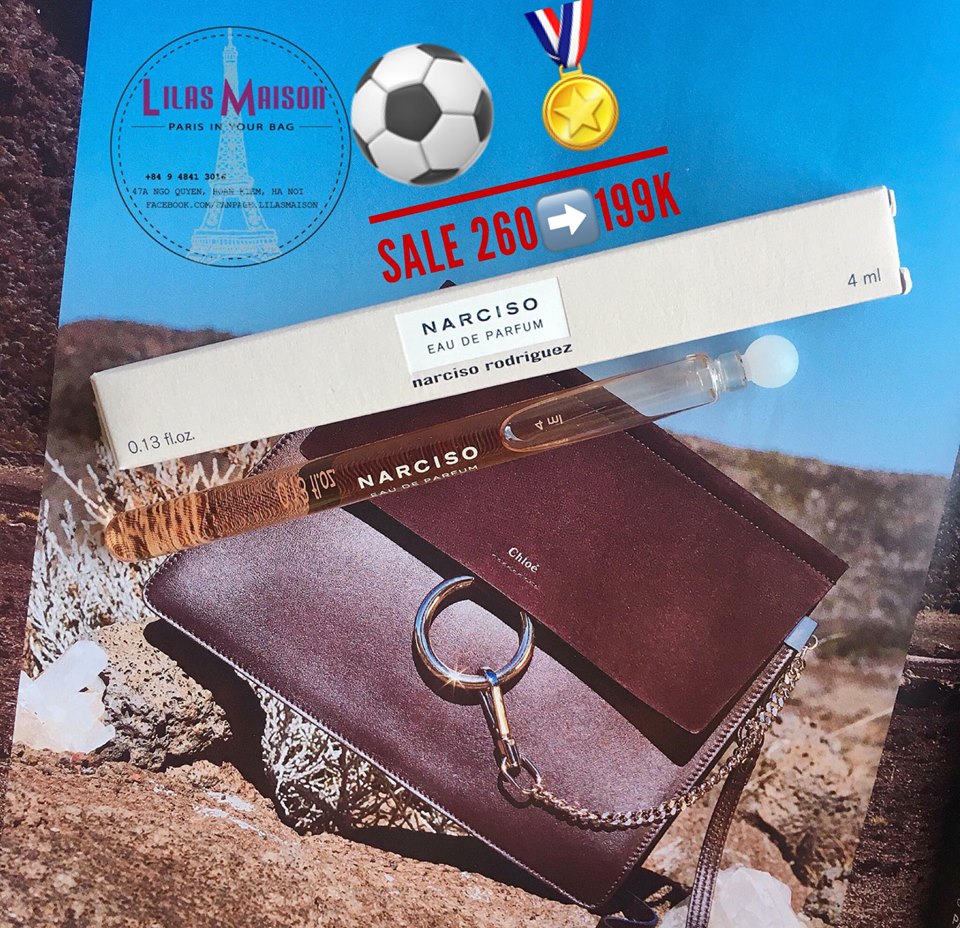 LILAS MAISON
PARIS IN YOUR BAG
+84 9 4841 3016
47A NGO QUYEN, HOAN KIEM, HA NOI
FACEBOOK.COM/FANPAGE.LILASMAISON
SALE 260➡199K
4 ml
NARCISO
EAU DE PARFUM
narciso rodriguez
0.13 fl.oz.
4 ml
NARCISO
EAU DE PARFUM
Chloé